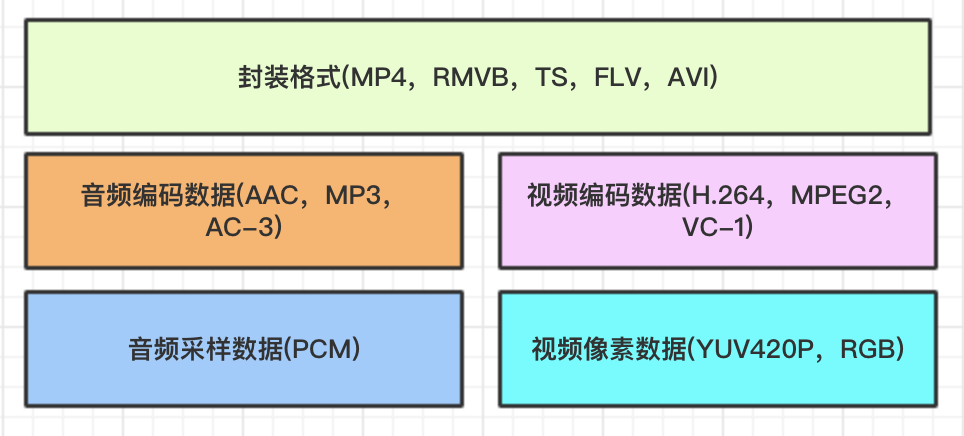 封装格式(MP4，RMVB，TS，FLV，AVI)
音频编码数据(AAC，MP3，
AC-3)
视频编码数据(H.264，MPEG2，
VC-1)
音频采样数据(PCM)
视频像素数据(YUV420P，RGB)